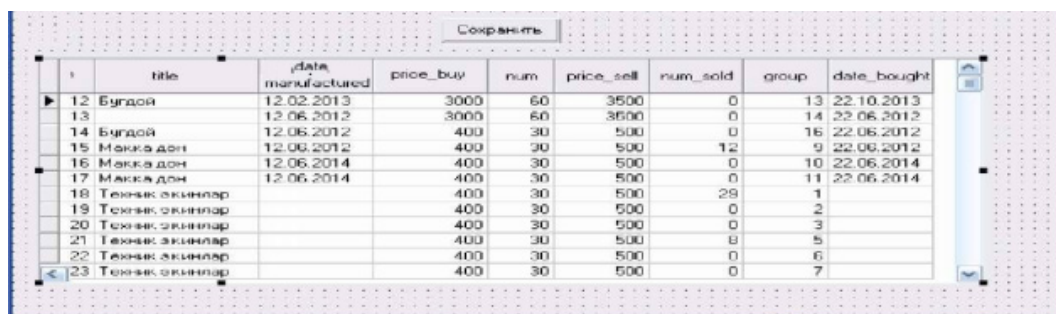 Сохранить
title date manufactured price_buy num price_sell num_sold group date_bought
12 Бугдой 12.02.2013 3000 60 3500 0 13 22.10.2013
13 12.06.2012 3000 60 3500 0 14 22.06.2012
14 Бугдой 12.06.2012 400 30 500 0 16 22.06.2012
15 Макка дон 12.06.2012 400 30 500 12 9 22.06.2012
16 Макка дон 12.06.2014 400 30 500 0 10 22.06.2014
17 Макка дон 12.06.2014 400 30 500 0 11 22.06.2014
18 Техник экинлар 400 30 500 29 1
19 Техник экинлар 400 30 500 0 2
20 Техник экинлар 400 30 500 0 3
21 Техник экинлар 400 30 500 8 5
22 Техник экинлар 400 30 500 0 6
23 Техник экинлар 400 30 500 0 7